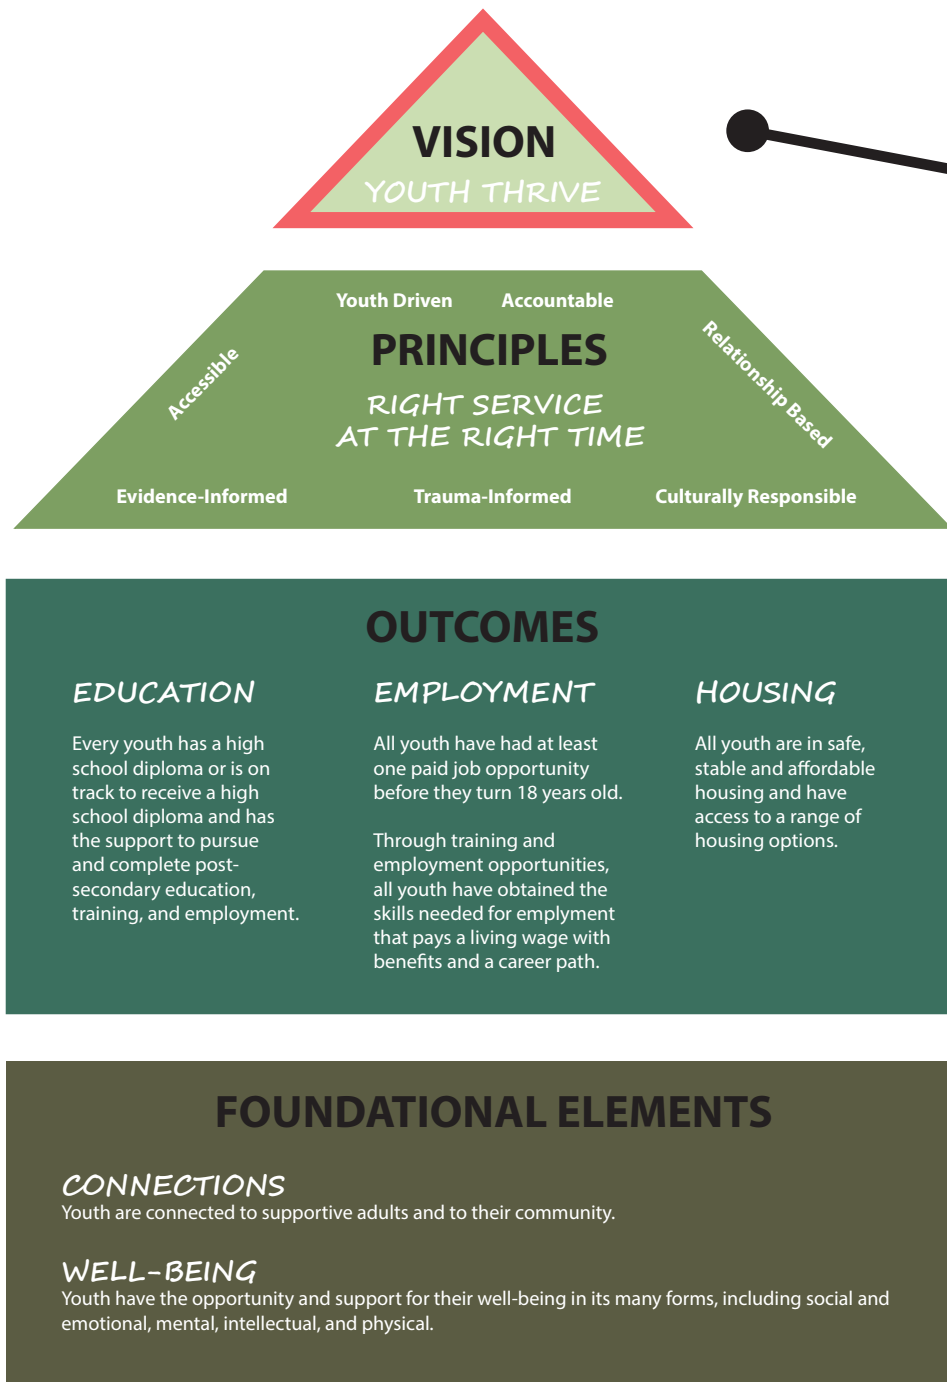 VISION
YOUTH THRIVE
Youth Driven
Accountable
Accessible
PRINCIPLES
Relationship Based
RIGHT SERVICE
AT THE RIGHT TIME
Evidence-Informed
Trauma-Informed
Culturally Responsible
OUTCOMES
EDUCATION
Every youth has a high
school diploma or is on
track to receive a high
school diploma and has
the support to pursue
and complete post-
secondary education,
training, and employment.
EMPLOYMENT
All youth have had at least
one paid job opportunity
before they turn 18 years old.
Through training and
employment opportunities,
all youth have obtained the
skills needed for emplyment
that pays a living wage with
benefits and a career path.
HOUSING
All youth are in safe,
stable and affordable
housing and have
access to a range of
housing options.
FOUNDATIONAL ELEMENTS
CONNECTIONS
Youth are connected to supportive adults and to their community.
WELL-BEING
Youth have the opportunity and support for their well-being in its many forms, including social and
emotional, mental, intellectual, and physical.